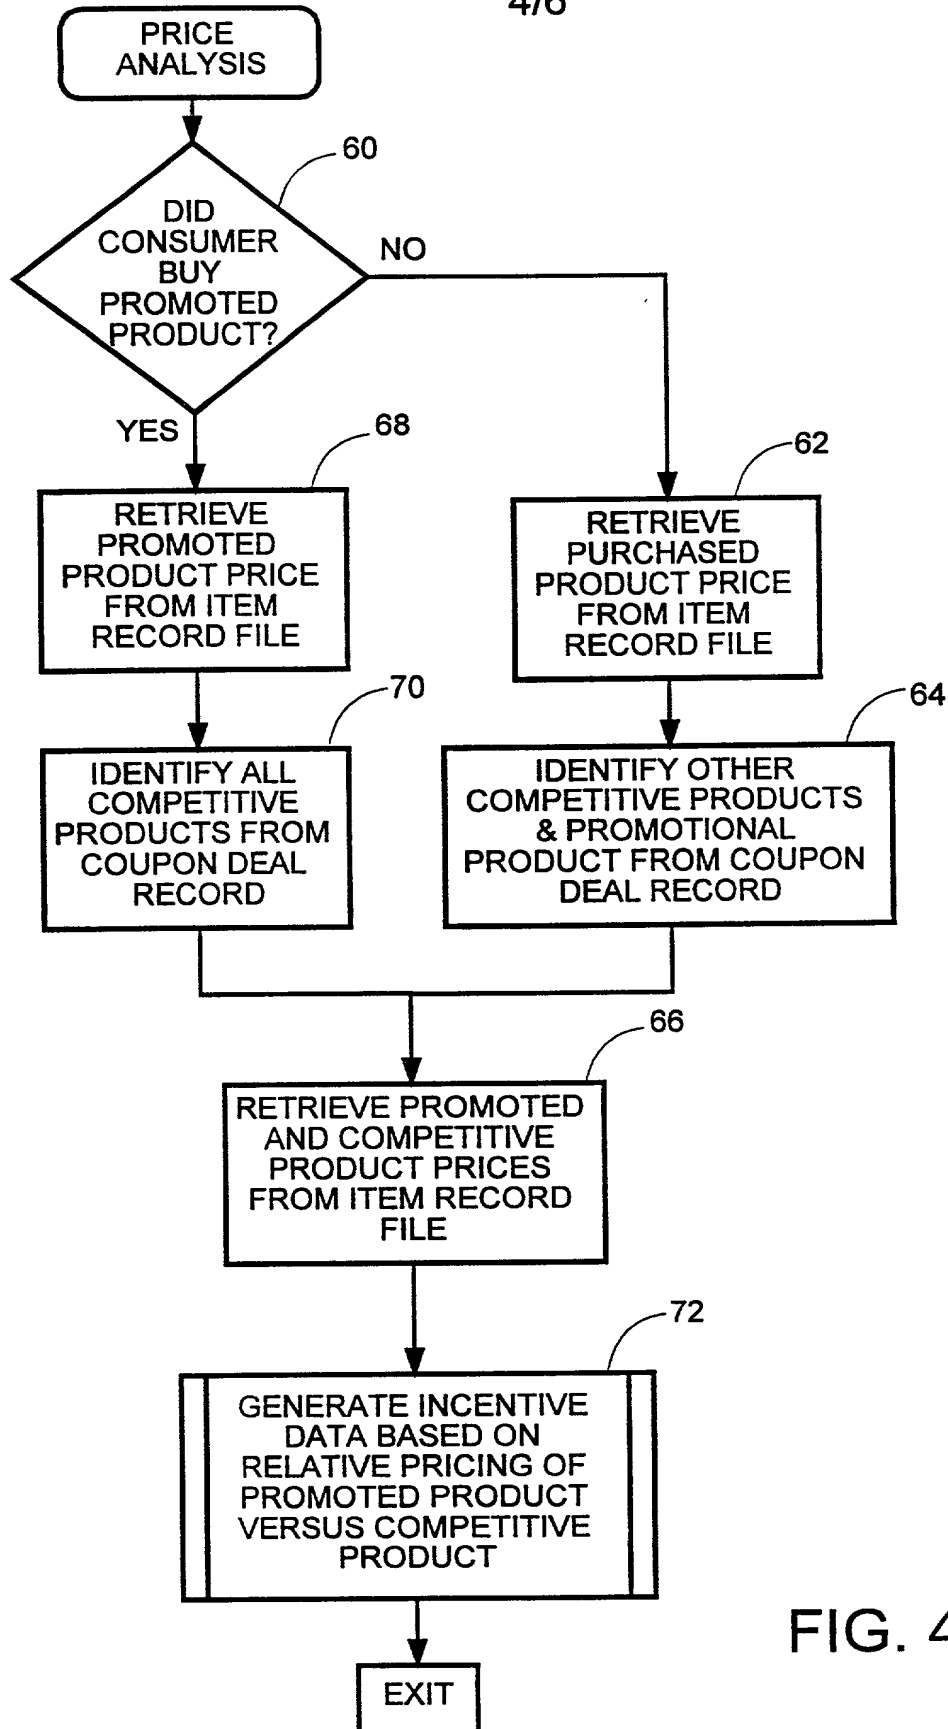 4/6
PRICE
ANALYSIS
60
DID
CONSUMER
BUY
PROMOTED
PRODUCT?
NO
YES
68
62
RETRIEVE
PROMOTED
PRODUCT PRICE
FROM ITEM
RECORD FILE
RETRIEVE
PURCHASED
PRODUCT PRICE
FROM ITEM
RECORD FILE
70
64
IDENTIFY ALL
COMPETITIVE
PRODUCTS FROM
COUPON DEAL
RECORD
IDENTIFY OTHER
COMPETITIVE PRODUCTS
& PROMOTIONAL
PRODUCT FROM COUPON
DEAL RECORD
66
RETRIEVE PROMOTED
AND COMPETITIVE
PRODUCT PRICES
FROM ITEM RECORD
FILE
72
GENERATE INCENTIVE
DATA BASED ON
RELATIVE PRICING OF
PROMOTED PRODUCT
VERSUS COMPETITIVE
PRODUCT
EXIT
FIG. 4